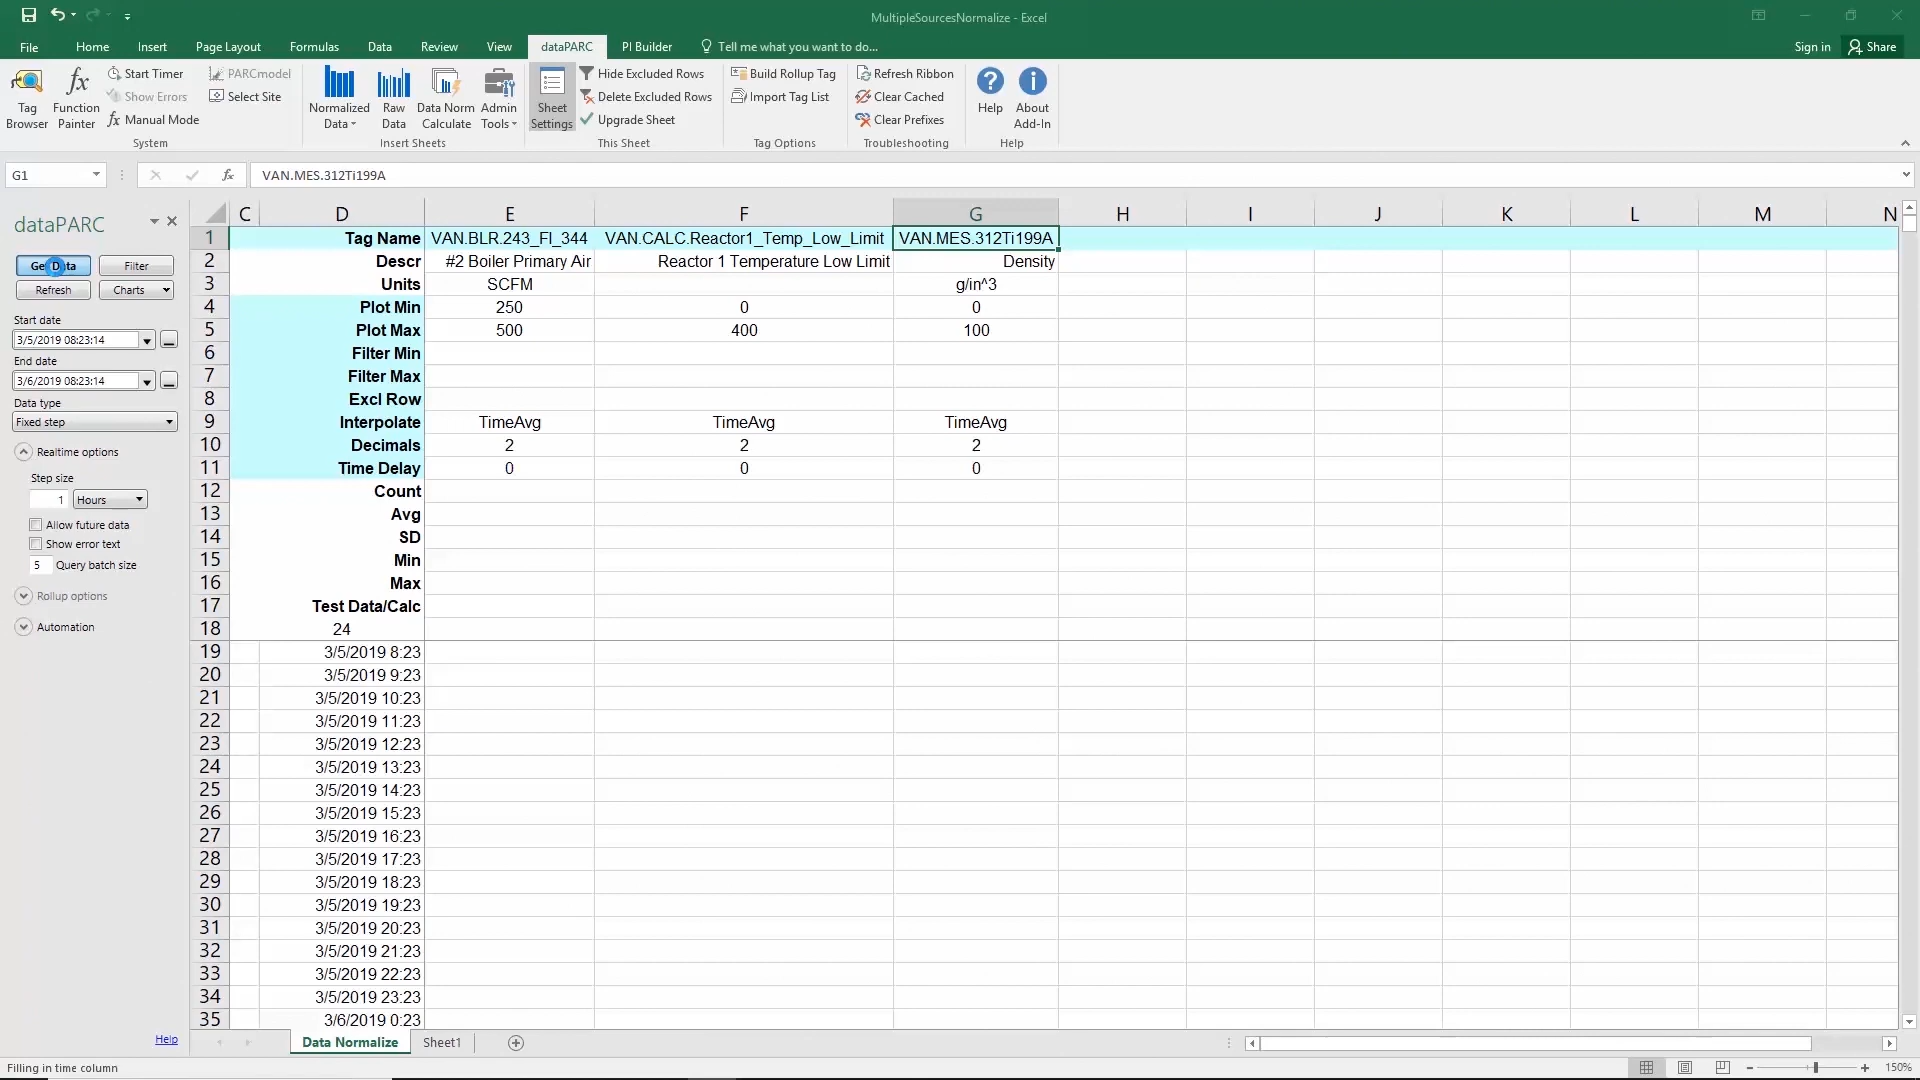 MultipleSourcesNormalize - Excel
File Home Insert Page Layout Formulas Data Review View dataPARC PI Builder Tell me what you want to do... Sign in Share
Tag Browser
Function Painter
Start Timer
Show Errors
Manual Mode
PARCmodel
Select Site
System
Normalized Data
Raw Data
Data Norm Calculate
Admin Tools
Insert Sheets
Sheet Settings
Hide Excluded Rows
Delete Excluded Rows
Upgrade Sheet
This Sheet
Build Rollup Tag
Import Tag List
Tag Options
Refresh Ribbon
Clear Cached
Clear Prefixes
Troubleshooting
Help
About Add-In
Help
G1 fx VAN.MES.312Ti199A
dataPARC
Get Data Filter
Refresh Charts
Start date
3/5/2019 08:23:14
End date
3/6/2019 08:23:14
Data type
Fixed step
Realtime options
Step size
1 Hours
Allow future data
Show error text
5 Query batch size
Rollup options
Automation
Help
C D E F G H I J K L M N
1 Tag Name VAN.BLR.243_FI_344 VAN.CALC.Reactor1_Temp_Low_Limit VAN.MES.312Ti199A
2 Descr #2 Boiler Primary Air Reactor 1 Temperature Low Limit Density
3 Units SCFM g/in^3
4 Plot Min 250 0 0
5 Plot Max 500 400 100
6 Filter Min
7 Filter Max
8 Excl Row
9 Interpolate TimeAvg TimeAvg TimeAvg
10 Decimals 2 2 2
11 Time Delay 0 0 0
12 Count
13 Avg
14 SD
15 Min
16 Max
17 Test Data/Calc
18 24
19 3/5/2019 8:23
20 3/5/2019 9:23
21 3/5/2019 10:23
22 3/5/2019 11:23
23 3/5/2019 12:23
24 3/5/2019 13:23
25 3/5/2019 14:23
26 3/5/2019 15:23
27 3/5/2019 16:23
28 3/5/2019 17:23
29 3/5/2019 18:23
30 3/5/2019 19:23
31 3/5/2019 20:23
32 3/5/2019 21:23
33 3/5/2019 22:23
34 3/5/2019 23:23
35 3/6/2019 0:23
Data Normalize Sheet1
Filling in time column 150%